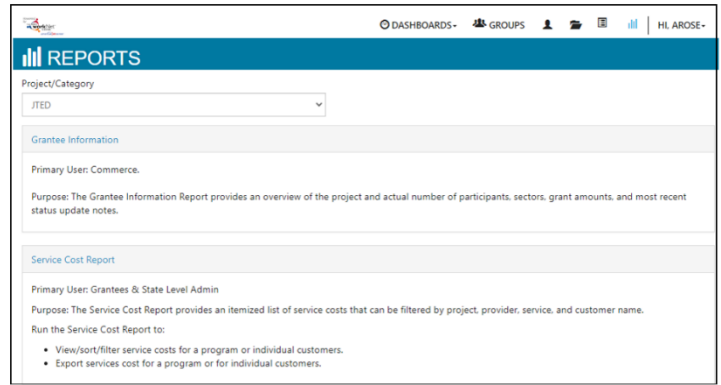 DASHBOARDS GROUPS HI, AROSE
REPORTS
Project/Category
JTED
Grantee Information
Primary User: Commerce.
Purpose: The Grantee Information Report provides an overview of the project and actual number of participants, sectors, grant amounts, and most recent
status update notes.
Service Cost Report
Primary User: Grantees & State Level Admin
Purpose: The Service Cost Report provides an itemized list of service costs that can be filtered by project, provider, service, and customer name.
Run the Service Cost Report to:
• View/sort/filter service costs for a program or individual customers.
• Export services cost for a program or for individual customers.